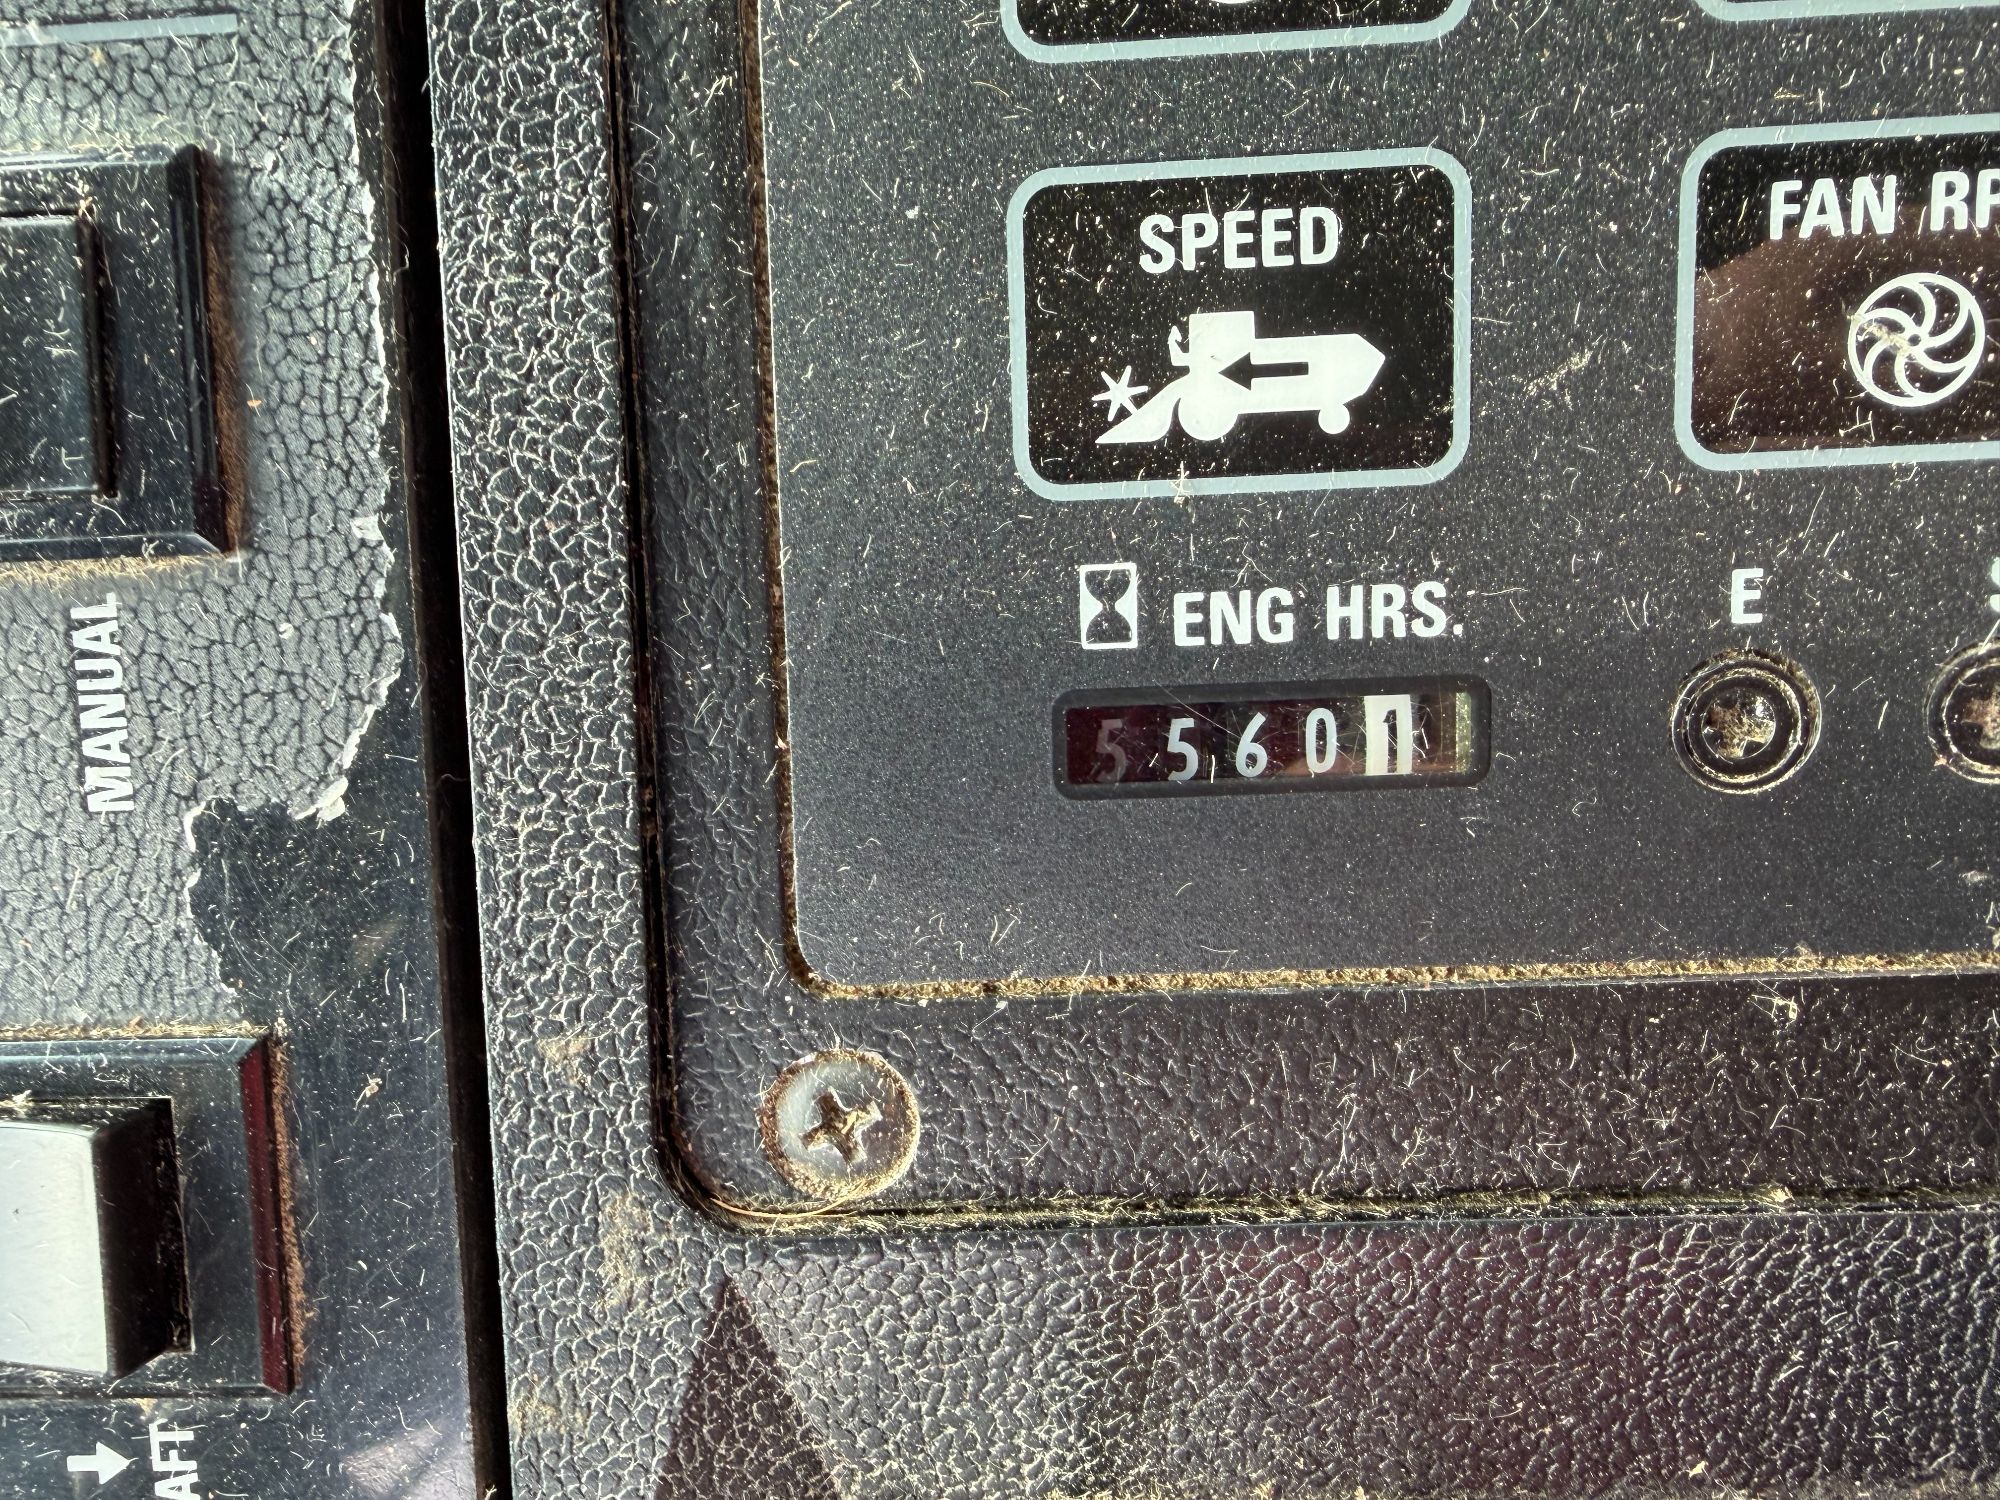 SPEED
FAN RP
ENG HRS.
E
55601
MANUAL
AFT